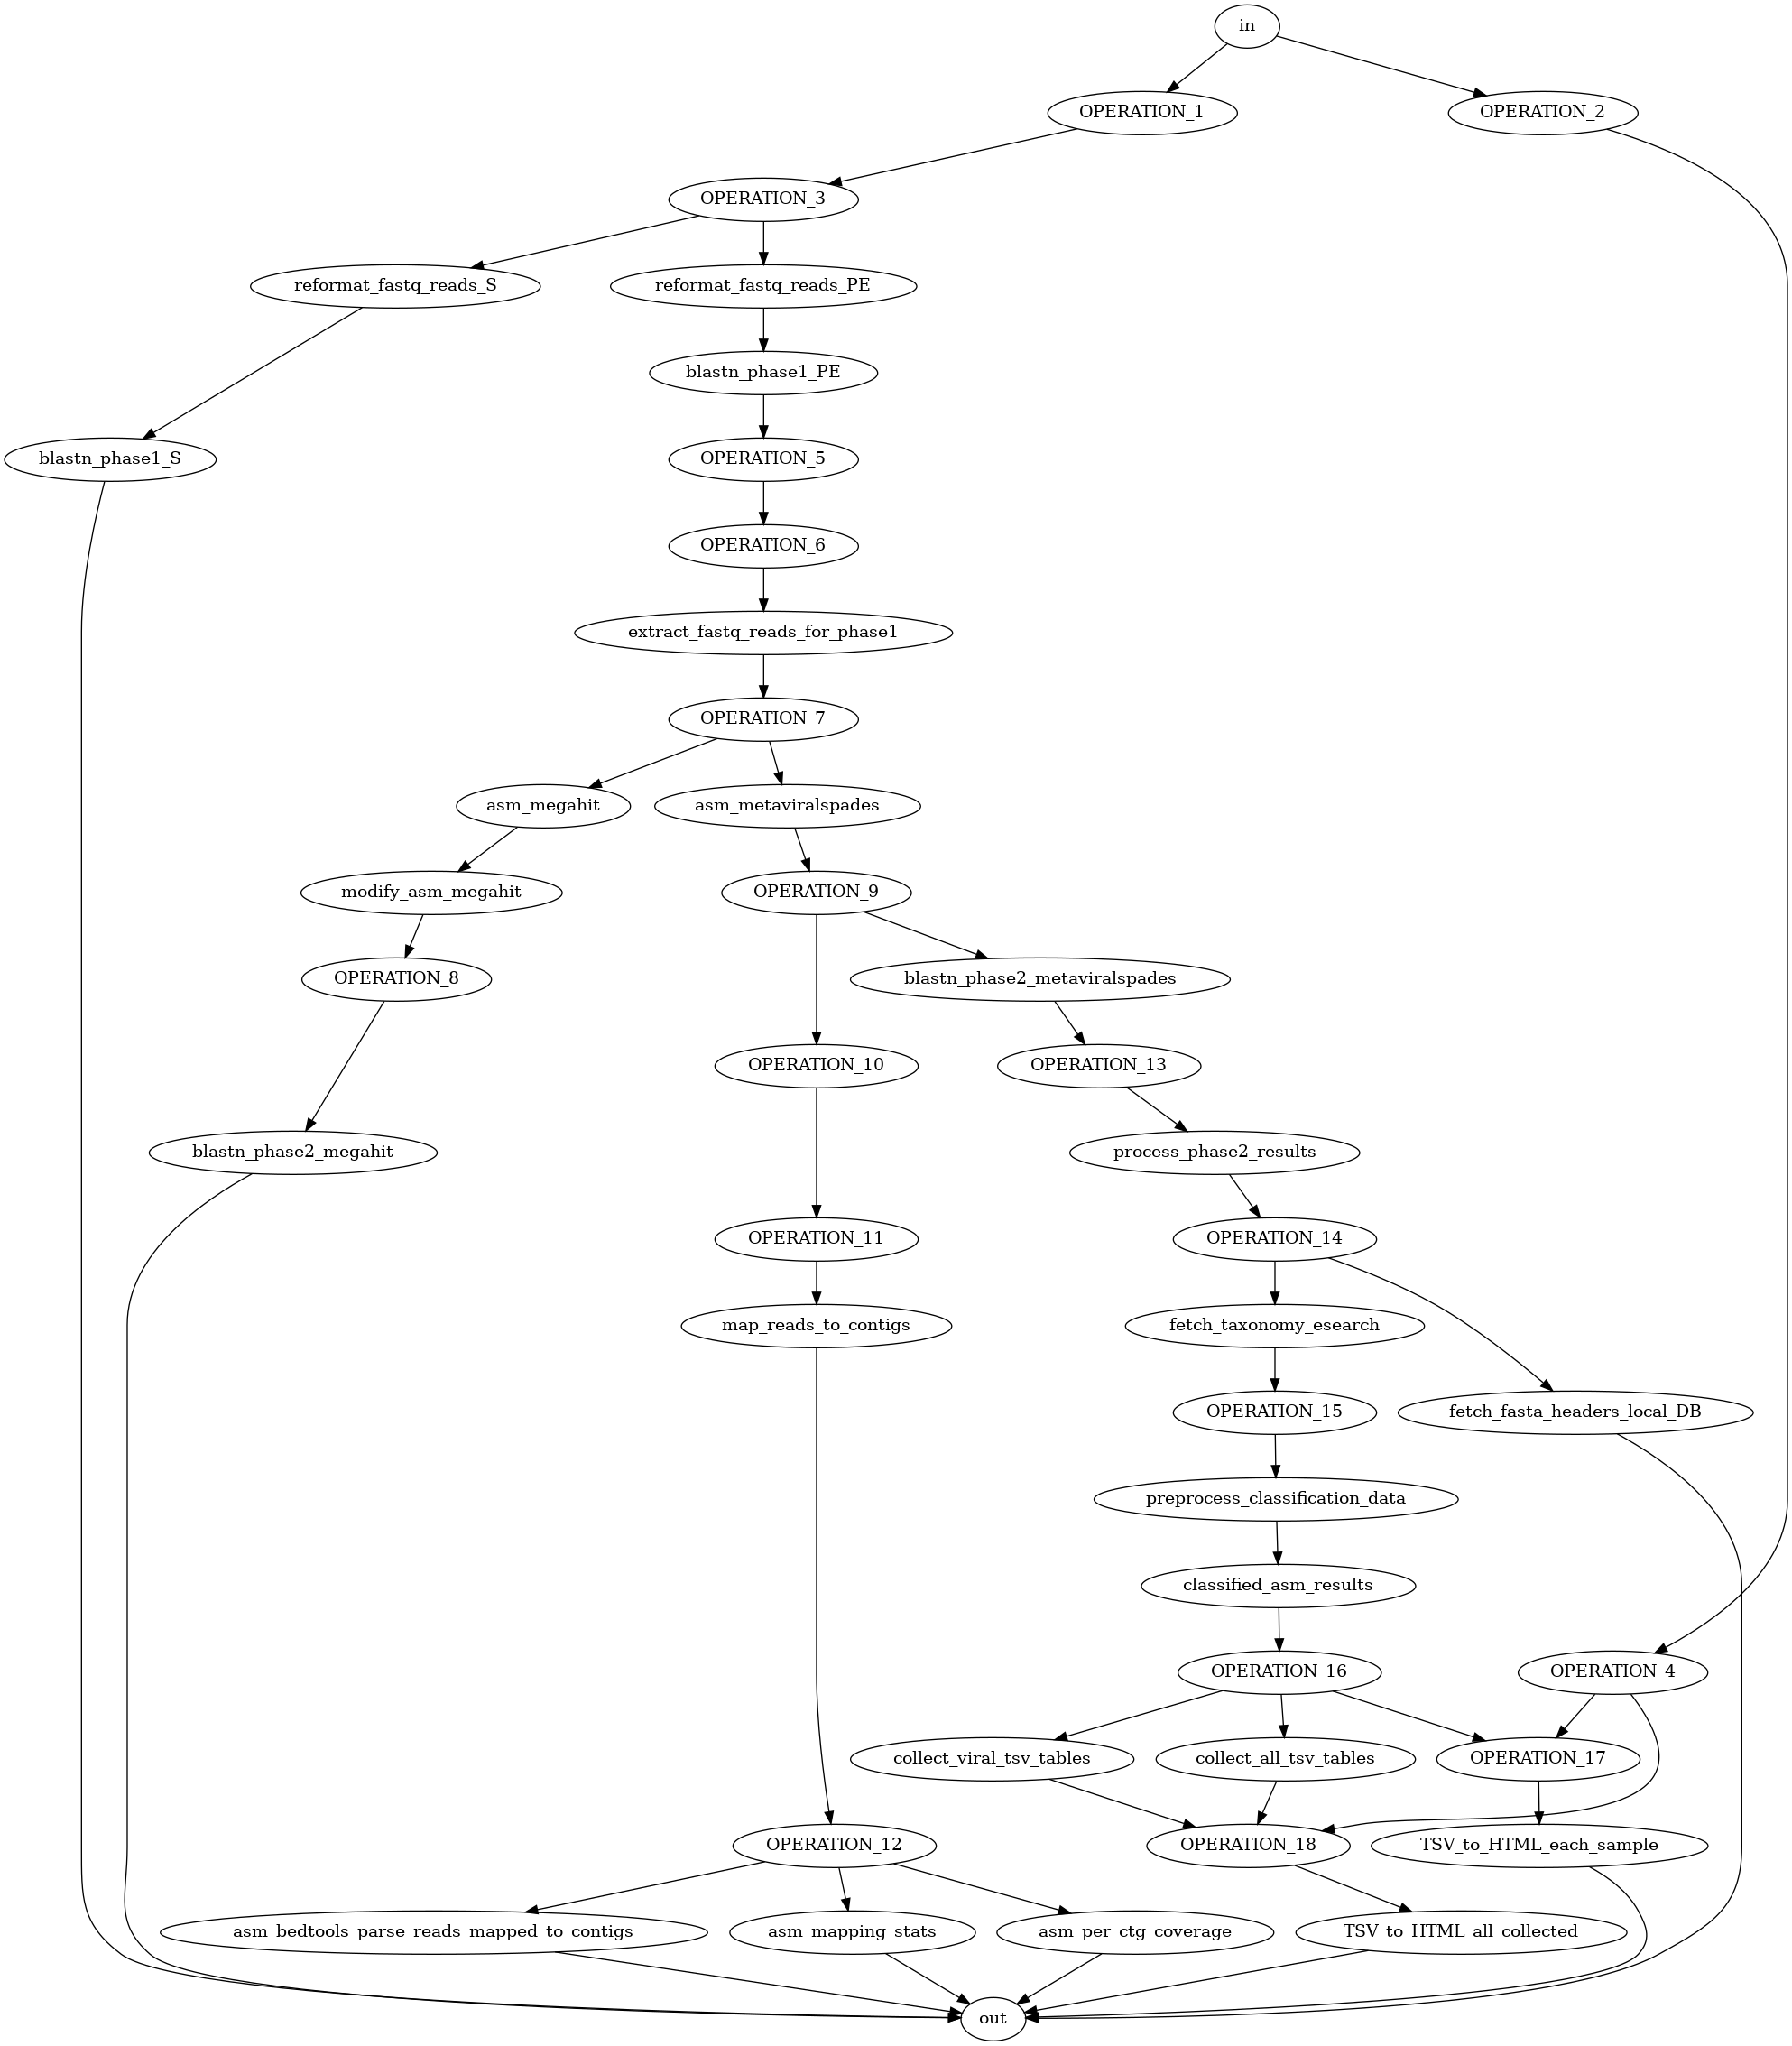 in
OPERATION_1
OPERATION_2
OPERATION_3
reformat_fastq_reads_S
reformat_fastq_reads_PE
blastn_phase1_PE
blastn_phase1_S
OPERATION_5
OPERATION_6
extract_fastq_reads_for_phase1
OPERATION_7
asm_megahit
asm_metaviralspades
modify_asm_megahit
OPERATION_9
OPERATION_8
blastn_phase2_metaviralspades
OPERATION_10
OPERATION_13
blastn_phase2_megahit
process_phase2_results
OPERATION_11
OPERATION_14
map_reads_to_contigs
fetch_taxonomy_esearch
OPERATION_15
fetch_fasta_headers_local_DB
preprocess_classification_data
classified_asm_results
OPERATION_16
OPERATION_4
collect_viral_tsv_tables
collect_all_tsv_tables
OPERATION_17
OPERATION_12
OPERATION_18
TSV_to_HTML_each_sample
asm_bedtools_parse_reads_mapped_to_contigs
asm_mapping_stats
asm_per_ctg_coverage
TSV_to_HTML_all_collected
out